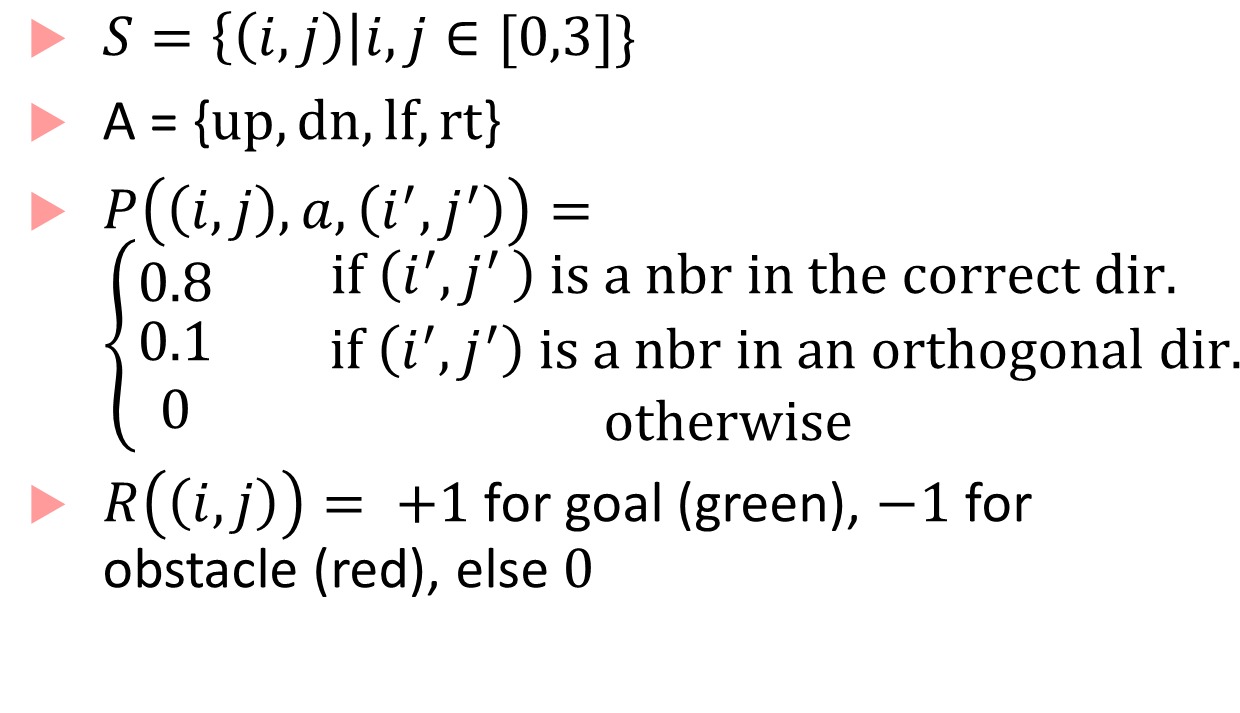 S = {(i, j)|i, j ∈ [0,3]}
A = {up, dn, lf, rt}
P((i, j), a, (i′, j′)) =
0.8 if (i′, j′) is a nbr in the correct dir.
0.1 if (i′, j′) is a nbr in an orthogonal dir.
0 otherwise
R((i, j)) = +1 for goal (green), −1 for
obstacle (red), else 0